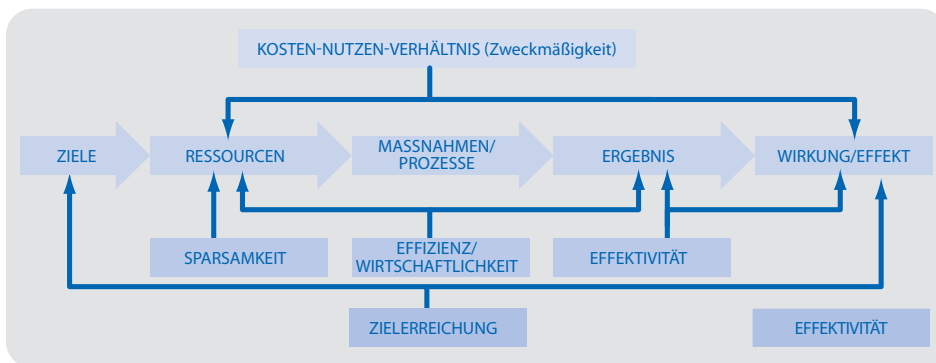 KOSTEN-NUTZEN-VERHÄLTNIS (Zweckmäßigkeit)
ZIELE
RESSOURCEN
MASSNAHMEN/
PROZESSE
ERGEBNIS
WIRKUNG/EFFEKT
SPARSAMKEIT
EFFIZIENZ/
WIRTSCHAFTLICHKEIT
EFFEKTIVITÄT
ZIELERREICHUNG
EFFEKTIVITÄT